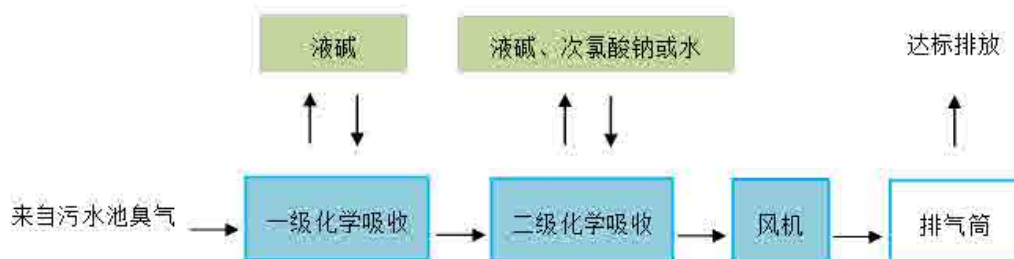 液碱
液碱、次氯酸钠或水
达标排放
来自污水池臭气
一级化学吸收
二级化学吸收
风机
排气筒